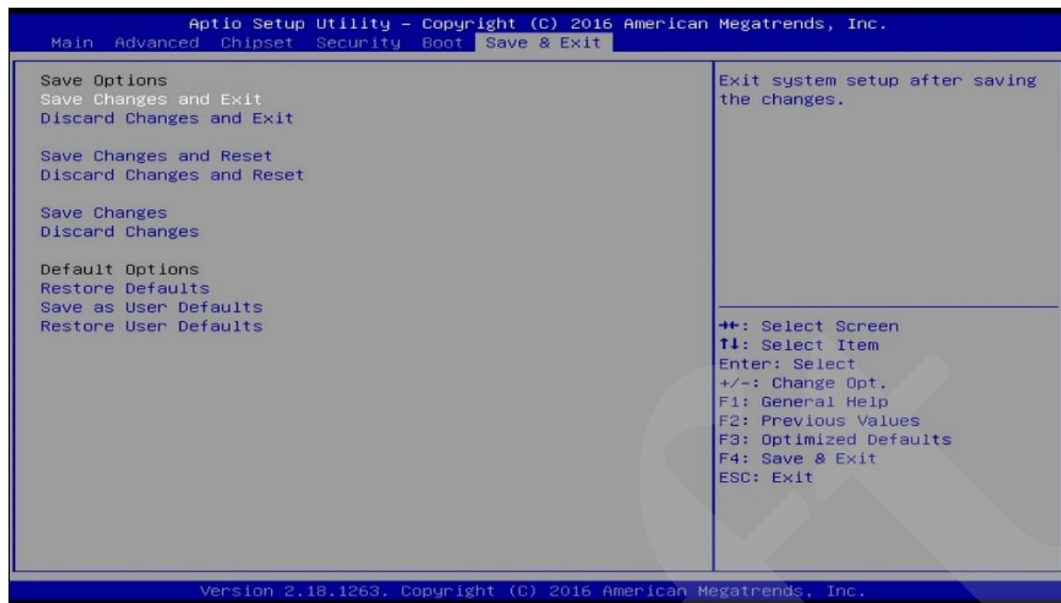 Aptio Setup Utility – Copyright (C) 2016 American Megatrends, Inc.
Main Advanced Chipset Security Boot Save & Exit
Save Options
Save Changes and Exit
Discard Changes and Exit
Save Changes and Reset
Discard Changes and Reset
Save Changes
Discard Changes
Default Options
Restore Defaults
Save as User Defaults
Restore User Defaults
Exit system setup after saving
the changes.
→←: Select Screen
↑↓: Select Item
Enter: Select
+/-: Change Opt.
F1: General Help
F2: Previous Values
F3: Optimized Defaults
F4: Save & Exit
ESC: Exit
Version 2.18.1263. Copyright (C) 2016 American Megatrends, Inc.